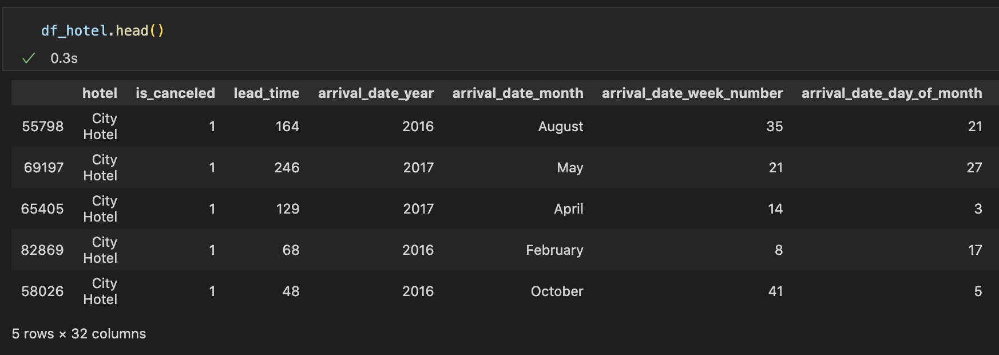 df_hotel.head()
0.3s
hotel is_canceled lead_time arrival_date_year arrival_date_month arrival_date_week_number arrival_date_day_of_month
55798 City Hotel 1 164 2016 August 35 21
69197 City Hotel 1 246 2017 May 21 27
65405 City Hotel 1 129 2017 April 14 3
82869 City Hotel 1 68 2016 February 8 17
58026 City Hotel 1 48 2016 October 41 5
5 rows × 32 columns